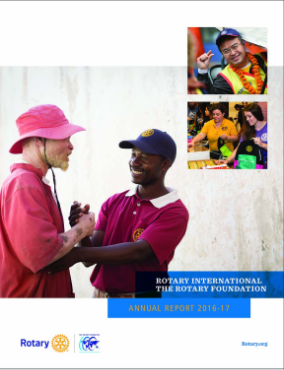 ROTARY INTERNATIONAL
THE ROTARY FOUNDATION
ANNUAL REPORT 2016-17
Rotary
Rotary.org